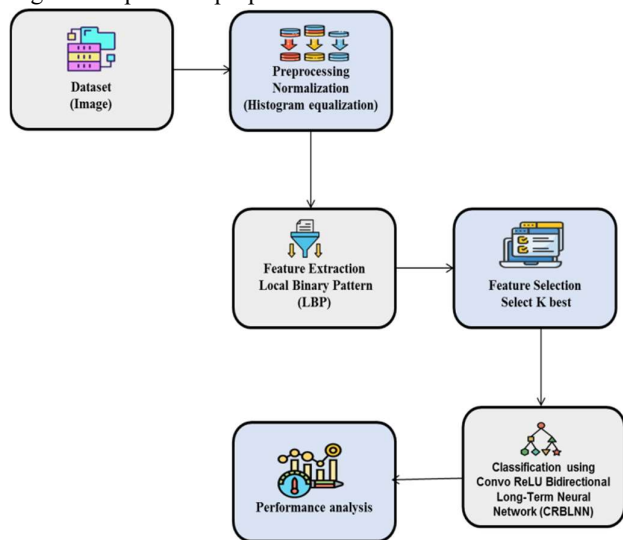 Dataset
(Image)
Preprocessing
Normalization
(Histogram equalization)
Feature Extraction
Local Binary Pattern
(LBP)
Feature Selection
Select K best
Classification using
Convo ReLU Bidirectional
Long-Term Neural
Network (CRBLNN)
Performance analysis